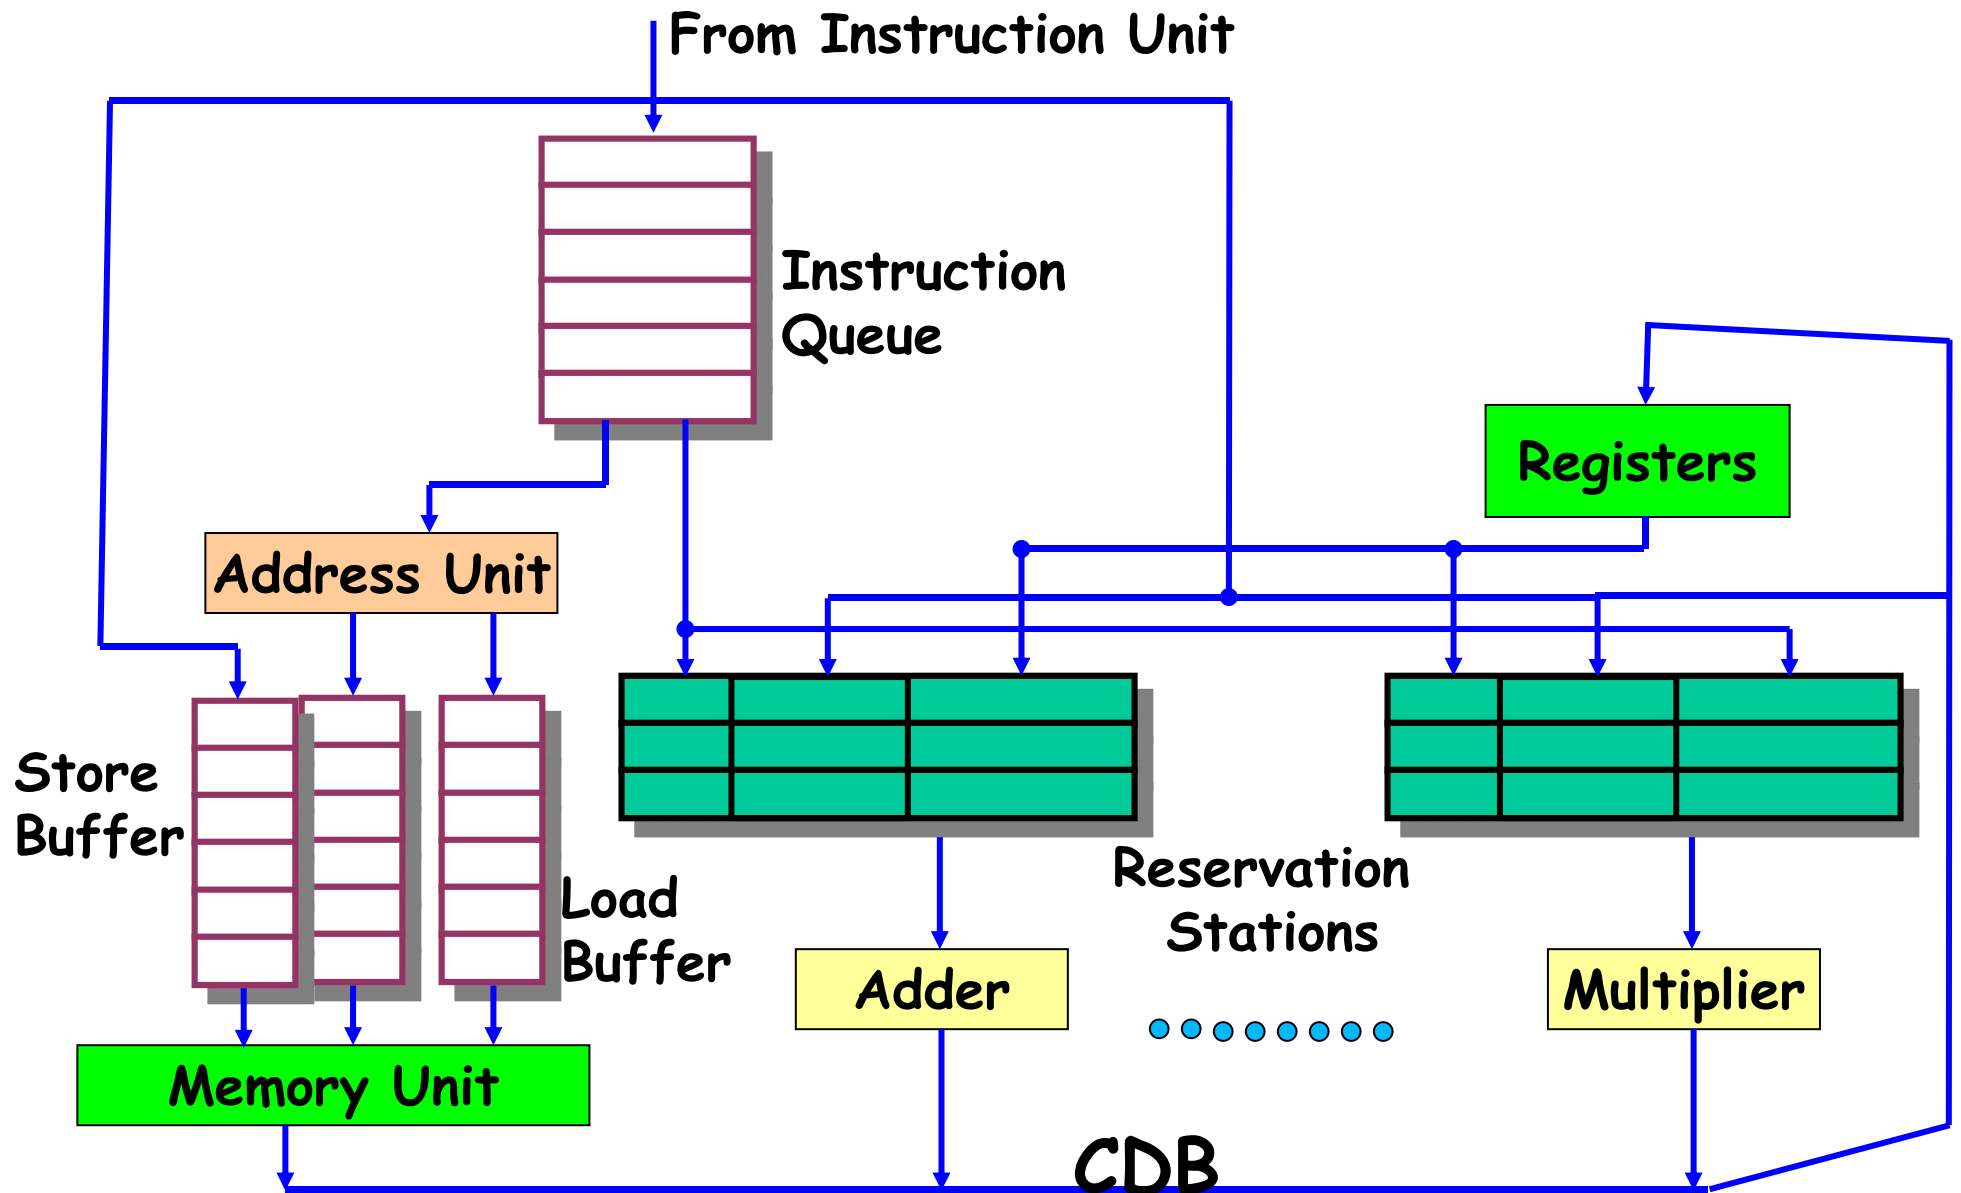 From Instruction Unit
Instruction
Queue
Registers
Address Unit
Store
Buffer
Load
Buffer
Reservation
Stations
Adder
Multiplier
Memory Unit
CDB